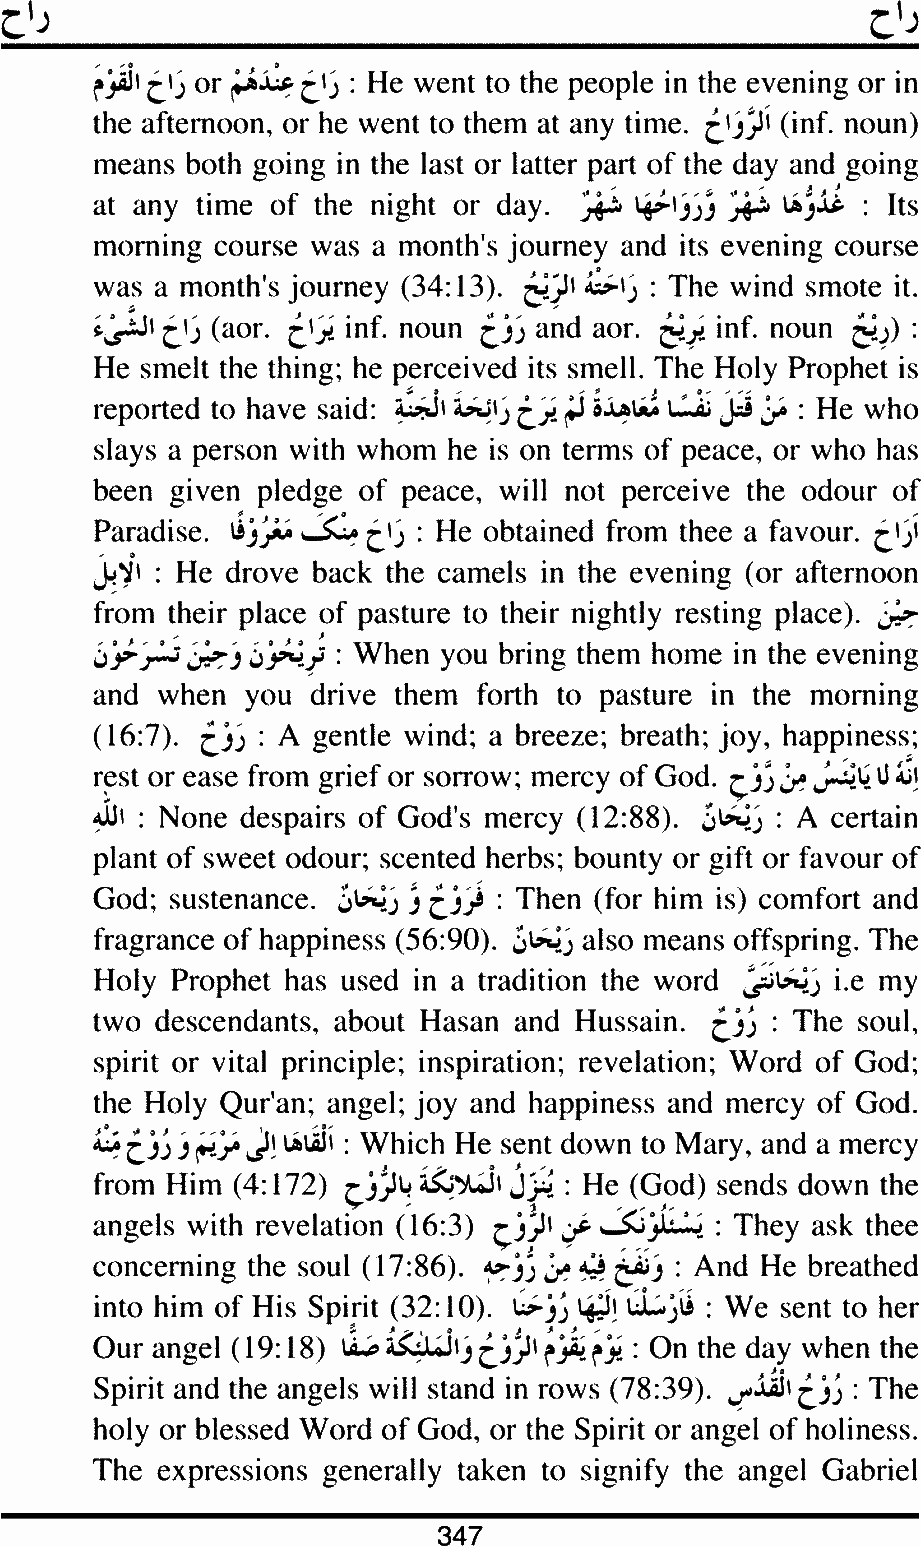 راح راح
رَاحَ الْقَوْمَ or رَاحَ عِنْدَهُمْ : He went to the people in the evening or in
the afternoon, or he went to them at any time. اَلرَّوَاحُ (inf. noun)
means both going in the last or latter part of the day and going
at any time of the night or day. غُدُوُّهَا شَهْرٌ وَّرَوَاحُهَا شَهْرٌ : Its
morning course was a month's journey and its evening course
was a month's journey (34:13). رَاحَتْهُ الرِّيْحُ : The wind smote it.
رَاحَ الشَّىْءَ (aor. يَرَاحُ inf. noun رَوْحٌ and aor. يَرِيْحُ inf. noun رِيْحٌ) :
He smelt the thing; he perceived its smell. The Holy Prophet is
reported to have said: مَنْ قَتَلَ نَفْسًا مُعَاهِدَةً لَمْ يَرَحْ رَائِحَةَ الْجَنَّةِ : He who
slays a person with whom he is on terms of peace, or who has
been given pledge of peace, will not perceive the odour of
Paradise. رَاحَ مِنْكَ مَعْرُوْفًا : He obtained from thee a favour. اَرَاحَ
الْاِبِلَ : He drove back the camels in the evening (or afternoon
from their place of pasture to their nightly resting place). حِيْنَ
تُرِيْحُوْنَ وَحِيْنَ تَسْرَحُوْنَ : When you bring them home in the evening
and when you drive them forth to pasture in the morning
(16:7). رَوْحٌ : A gentle wind; a breeze; breath; joy, happiness;
rest or ease from grief or sorrow; mercy of God. اِنَّهٗ لَا يَايْئَسُ مِنْ رَّوْحِ
اللّٰهِ : None despairs of God's mercy (12:88). رَيْحَانٌ : A certain
plant of sweet odour; scented herbs; bounty or gift or favour of
God; sustenance. فَرَوْحٌ وَّ رَيْحَانٌ : Then (for him is) comfort and
fragrance of happiness (56:90). رَيْحَانٌ also means offspring. The
Holy Prophet has used in a tradition the word رَيْحَانَتَىَّ i.e my
two descendants, about Hasan and Hussain. رُوْحٌ : The soul,
spirit or vital principle; inspiration; revelation; Word of God;
the Holy Qur'an; angel; joy and happiness and mercy of God.
اَلْقَاهَا اِلٰى مَرْيَمَ وَ رُوْحٌ مِّنْهُ : Which He sent down to Mary, and a mercy
from Him (4:172) يُنَزِّلُ الْمَلَائِكَةَ بِالرُّوْحِ : He (God) sends down the
angels with revelation (16:3) يَسْئَلُوْنَكَ عَنِ الرُّوْحِ : They ask thee
concerning the soul (17:86). وَنَفَخَ فِيْهِ مِنْ رُّوْحِهٖ : And He breathed
into him of His Spirit (32:10). فَاَرْسَلْنَا اِلَيْهَا رُوْحَنَا : We sent to her
Our angel (19:18) يَوْمَ يَقُوْمُ الرُّوْحُ وَالْمَلٰئِكَةُ صَفًّا : On the day when the
Spirit and the angels will stand in rows (78:39). رُوْحُ الْقُدُسِ : The
holy or blessed Word of God, or the Spirit or angel of holiness.
The expressions generally taken to signify the angel Gabriel
347